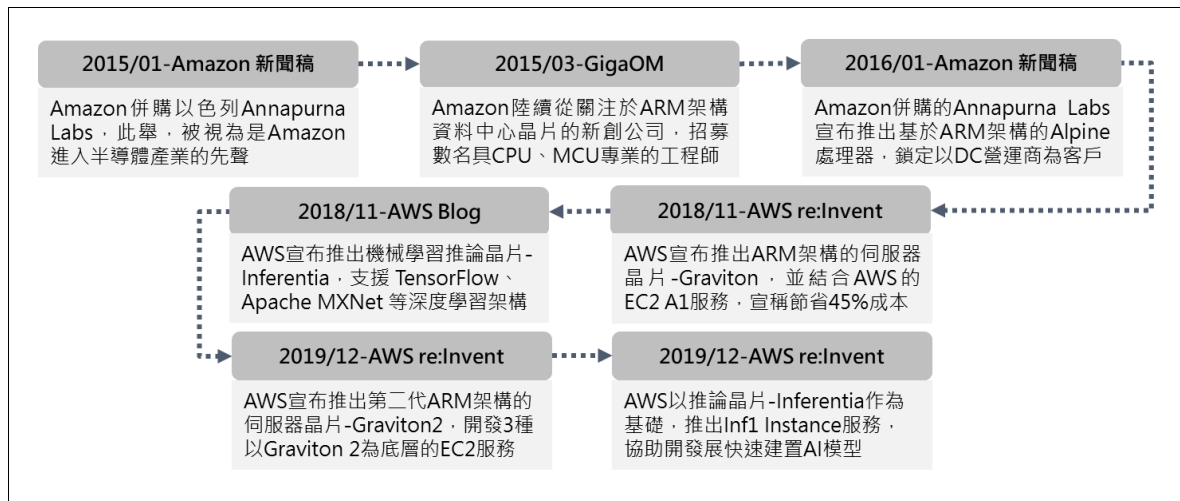 2015/01-Amazon 新聞稿
Amazon併購以色列Annapurna
Labs，此舉，被視為是Amazon
進入半導體產業的先聲
2015/03-GigaOM
Amazon陸續從關注於ARM架構
資料中心晶片的新創公司，招募
數名具CPU、MCU專業的工程師
2016/01-Amazon 新聞稿
Amazon併購的Annapurna Labs
宣布推出基於ARM架構的Alpine
處理器，鎖定以DC營運商為客戶
2018/11-AWS re:Invent
AWS宣布推出ARM架構的伺服器
晶片-Graviton，並結合AWS的
EC2 A1服務，宣稱節省45%成本
2018/11-AWS Blog
AWS宣布推出機械學習推論晶片-
Inferentia，支援 TensorFlow、
Apache MXNet 等深度學習架構
2019/12-AWS re:Invent
AWS宣布推出第二代ARM架構的
伺服器晶片-Graviton2，開發3種
以Graviton 2為底層的EC2服務
2019/12-AWS re:Invent
AWS以推論晶片-Inferentia作為
基礎，推出Inf1 Instance服務，
協助開發展快速建置AI模型